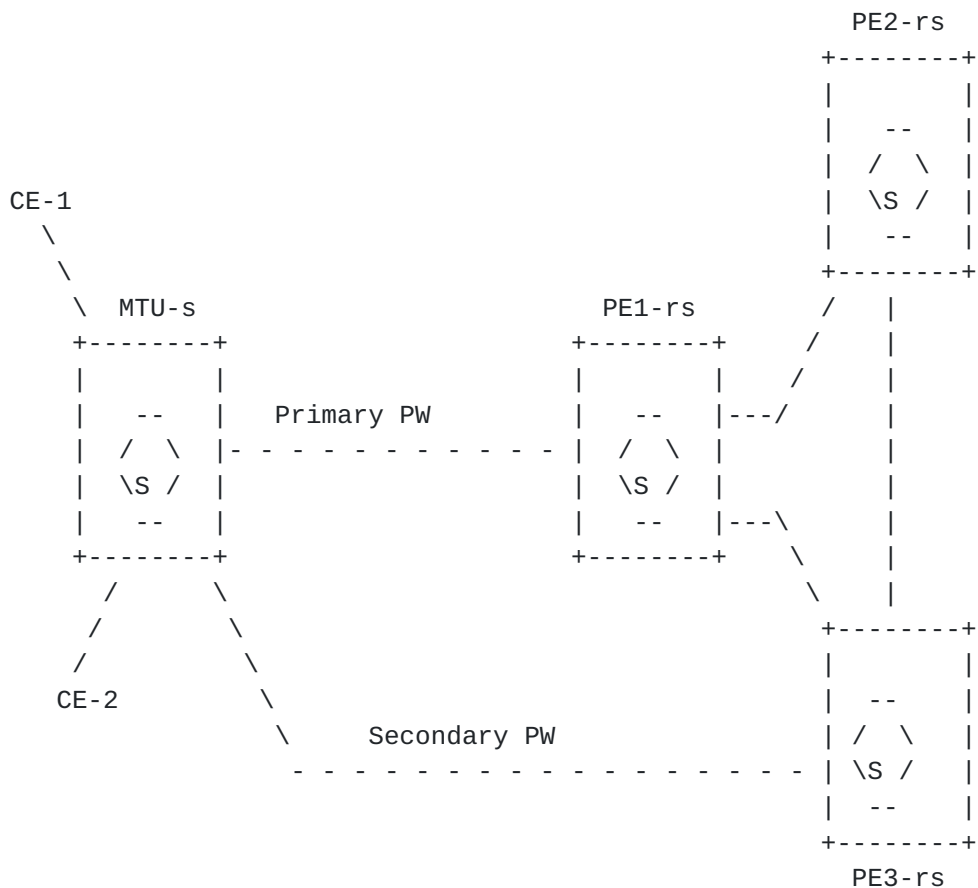 PE2-rs
+--------+
|        |
|   --   |
|  /  \  |
CE-1 |  \S /  |
\ |   --   |
\ +--------+
\ MTU-s PE1-rs / |
+--------+ +--------+ / |
|        | |        | / |
|   --   | Primary PW |   --   |---/ |
|  /  \  |- - - - - - - - - - - |  /  \  | |
|  \S /  | |  \S /  | |
|   --   | |   --   |---\ |
+--------+ +--------+ \ |
/ \ \ |
/ \ +--------+
/ \ |        |
CE-2 \ |  --    |
\ Secondary PW | /  \   |
- - - - - - - - - - - - - - - - - | \S /   |
|  --    |
+--------+
PE3-rs